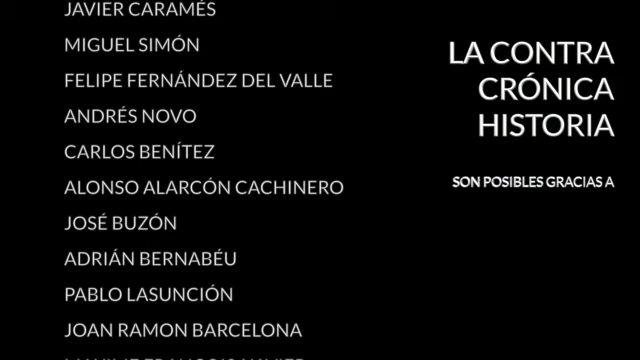 JAVIER CARAMÉS
MIGUEL SIMÓN
FELIPE FERNÁNDEZ DEL VALLE
ANDRÉS NOVO
CARLOS BENÍTEZ
ALONSO ALARCÓN CACHINERO
JOSÉ BUZÓN
ADRIÁN BERNABÉU
PABLO LASUNCIÓN
JOAN RAMON BARCELONA
LA CONTRA
CRÓNICA
HISTORIA
SON POSIBLES GRACIAS A